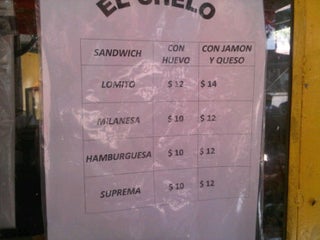 EL CHELO
SANDWICH CON HUEVO CON JAMON Y QUESO
LOMITO $ 12 $ 14
MILANESA $ 10 $ 12
HAMBURGUESA $ 10 $ 12
SUPREMA $ 10 $ 12